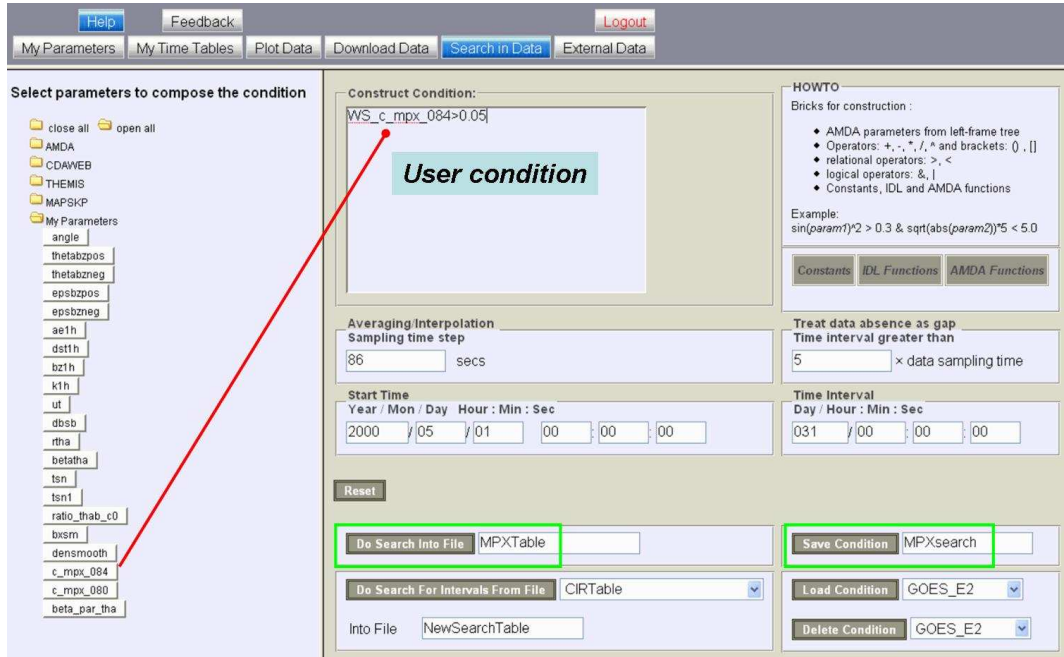 Help Feedback Logout
My Parameters My Time Tables Plot Data Download Data Search in Data External Data
Select parameters to compose the condition
close all open all
AMDA
CDAWEB
THEMIS
MAPSKP
My Parameters
angle
thetabzpos
thetabzneg
epsbzpos
epsbzneg
ae1h
dst1h
bz1h
k1h
ut
dbsb
rtha
betatha
tsn
tsn1
ratio_thab_c0
bxsm
densmooth
c_mpx_084
c_mpx_080
beta_par_tha
Construct Condition:
WS_c_mpx_084>0.05
User condition
HOWTO
Bricks for construction :
AMDA parameters from left-frame tree
Operators: +, -, *, /, ^ and brackets: () , []
relational operators: >, <
logical operators: &, |
Constants, IDL and AMDA functions
Example:
sin(param1)^2 > 0.3 & sqrt(abs(param2))*5 < 5.0
Constants IDL Functions AMDA Functions
Averaging/Interpolation
Sampling time step
86 secs
Treat data absence as gap
Time interval greater than
5 × data sampling time
Start Time
Year / Mon / Day Hour : Min : Sec
2000 / 05 / 01 00 : 00 : 00
Time Interval
Day / Hour : Min : Sec
031 / 00 : 00 : 00
Reset
Do Search Into File MPXTable
Save Condition MPXsearch
Do Search For Intervals From File CIRTable
Into File NewSearchTable
Load Condition GOES_E2
Delete Condition GOES_E2